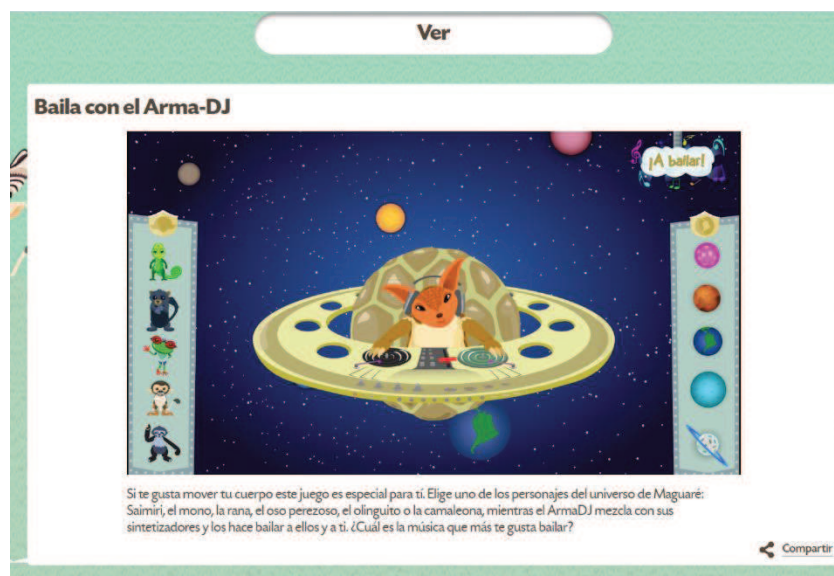 Ver
Baila con el Arma-DJ
¡A bailar!
Si te gusta mover tu cuerpo este juego es especial para tí. Elige uno de los personajes del universo de Maguaré:
Saimiri, el mono, la rana, el oso perezoso, el olinguito o la camaleona, mientras el ArmaDJ mezcla con sus
sintetizadores y los hace bailar a ellos y a ti. ¿Cuál es la música que más te gusta bailar?
Compartir